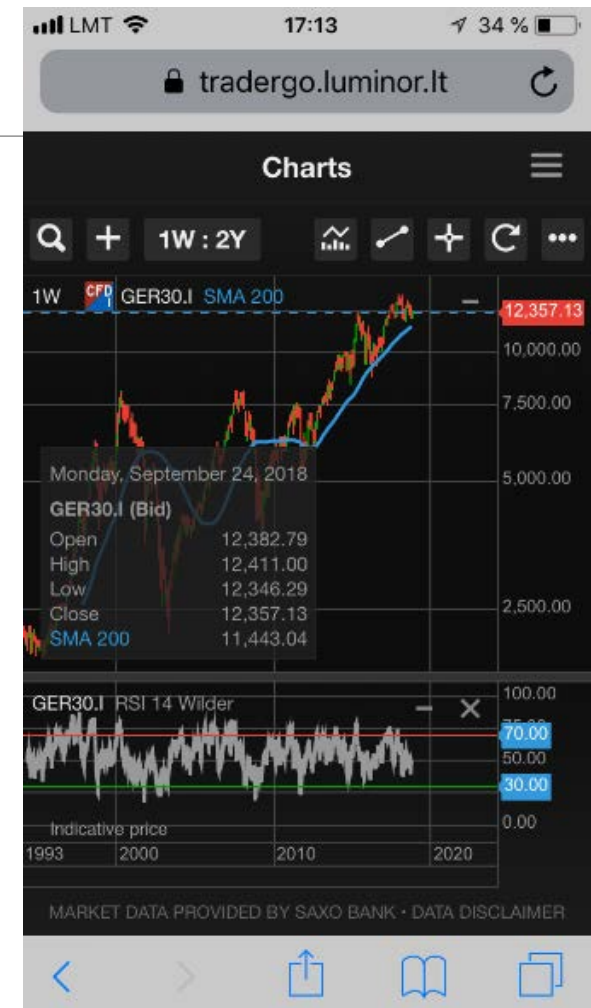 LMT 17:13 34 %
tradergo.luminor.lt
Charts
1W : 2Y
1W CFD I GER30.I SMA 200
12,357.13
10,000.00
7,500.00
5,000.00
2,500.00
Monday, September 24, 2018
GER30.I (Bid)
Open 12,382.79
High 12,411.00
Low 12,346.29
Close 12,357.13
SMA 200 11,443.04
GER30.I RSI 14 Wilder
100.00
75.00
70.00
50.00
30.00
0.00
Indicative price
1993 2000 2010 2020
MARKET DATA PROVIDED BY SAXO BANK • DATA DISCLAIMER